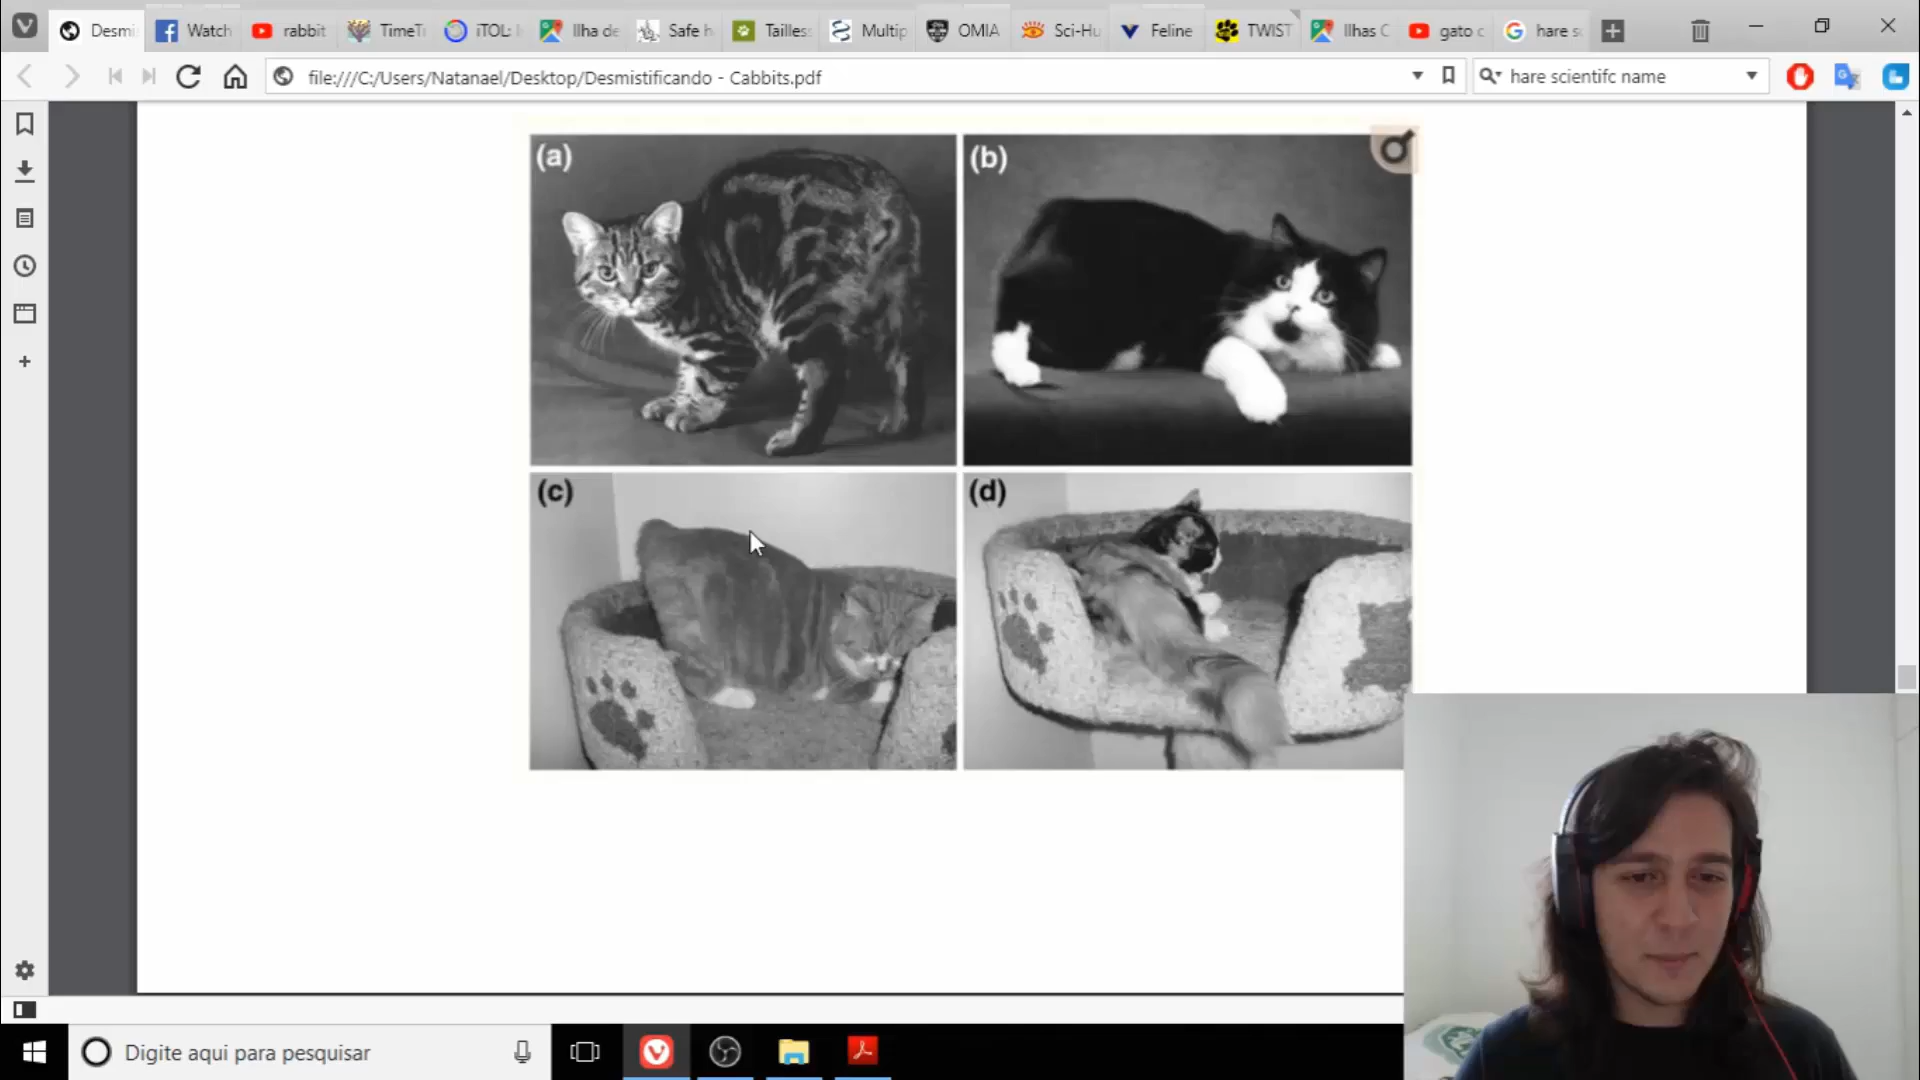 Desmi
Watch
rabbit
TimeTr
iTOL: I
Ilha de
Safe h
Tailles
Multip
OMIA
Sci-Hu
Feline
TWIST
Ilhas C
gato c
hare s
file:///C:/Users/Natanael/Desktop/Desmistificando - Cabbits.pdf
hare scientifc name
(a)
(b)
(c)
(d)
Digite aqui para pesquisar